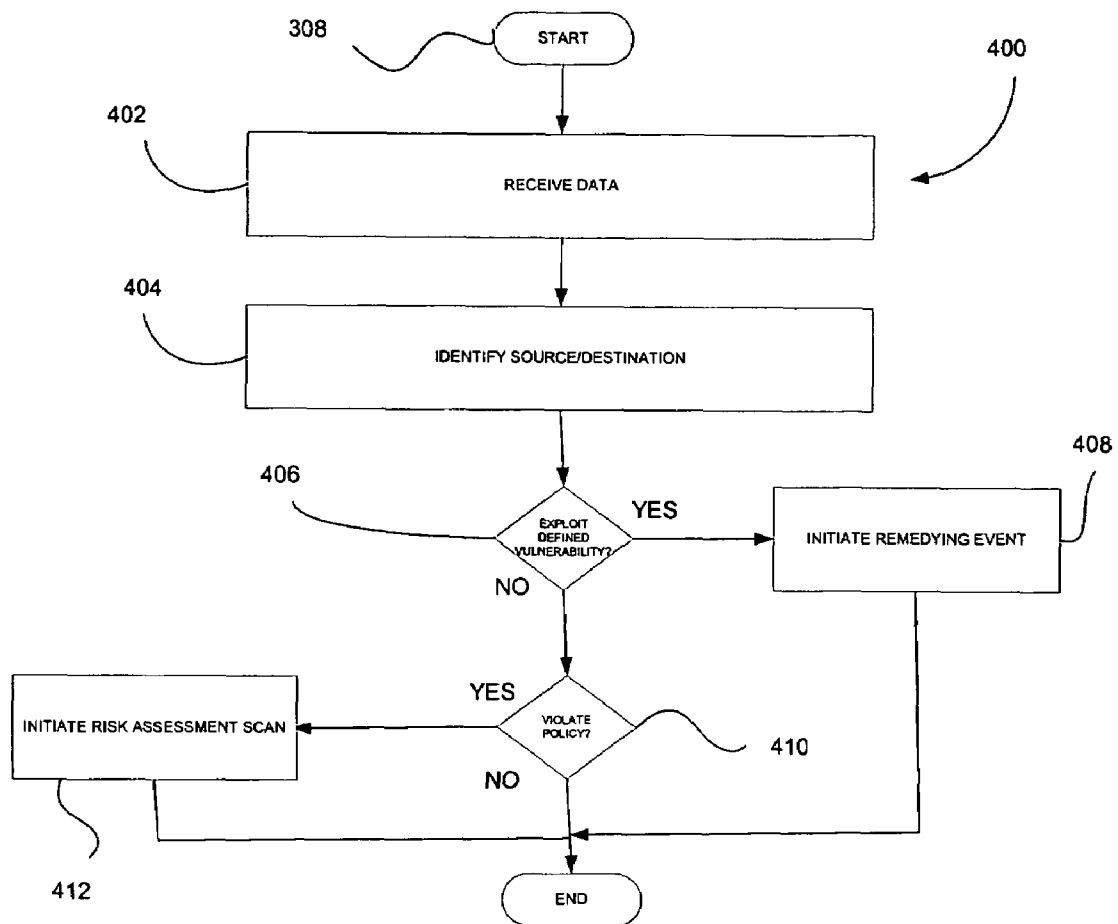 308
START
400
402
RECEIVE DATA
404
IDENTIFY SOURCE/DESTINATION
406
EXPLOIT
DEFINED
VULNERABILITY?
YES
408
INITIATE REMEDYING EVENT
NO
YES
INITIATE RISK ASSESSMENT SCAN
VIOLATE
POLICY?
410
NO
412
END